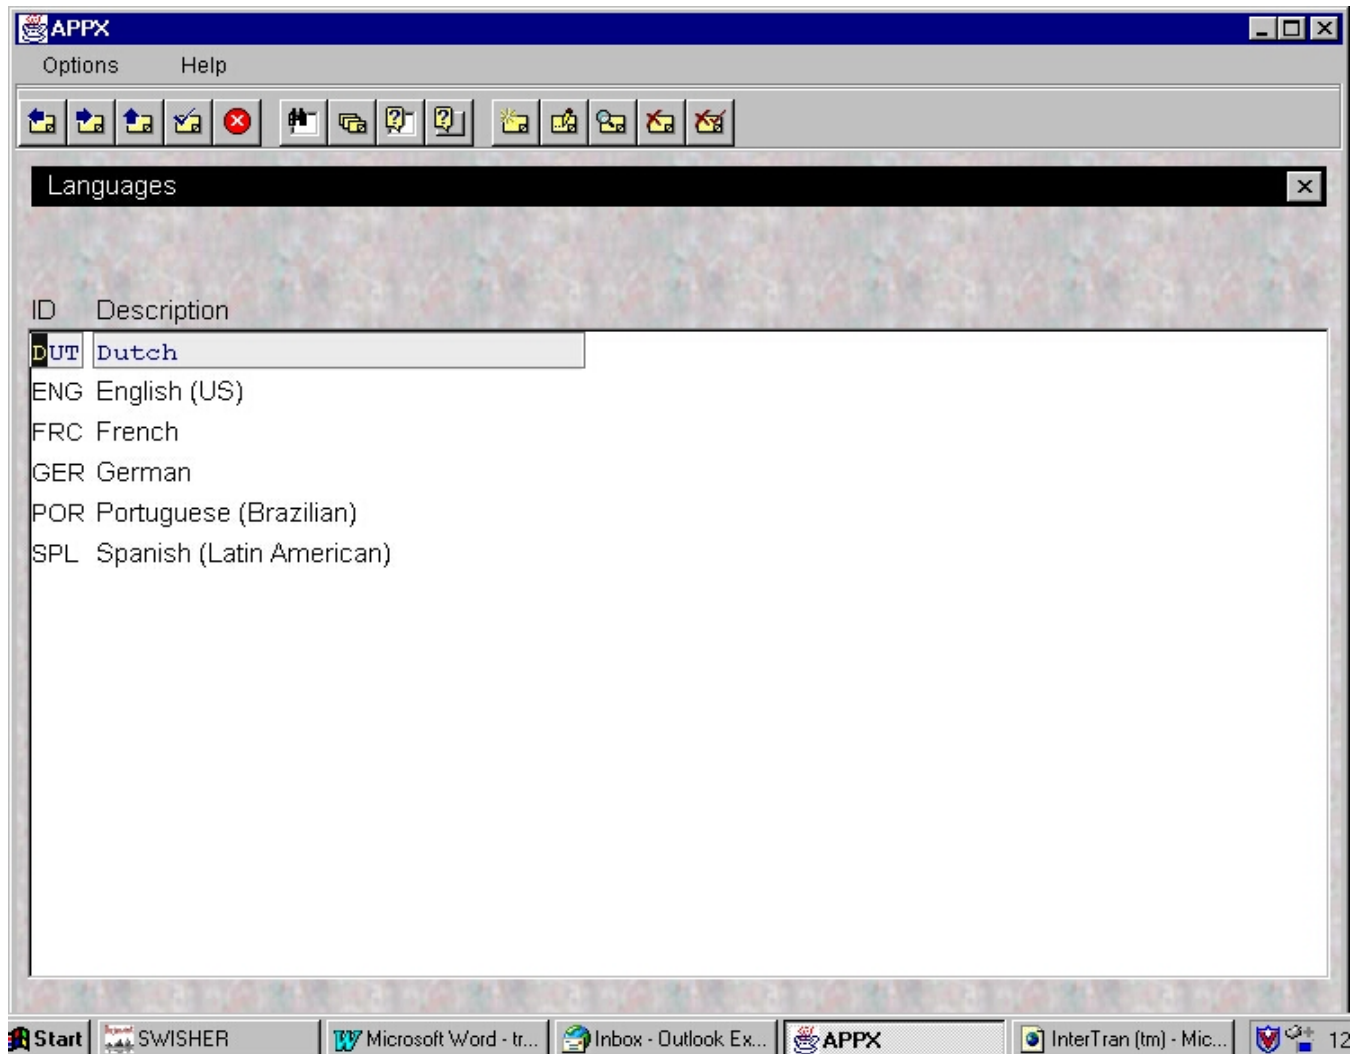 APPX
Options Help
Languages
ID Description
DUT Dutch
ENG English (US)
FRC French
GER German
POR Portuguese (Brazilian)
SPL Spanish (Latin American)
Start SWISHER Microsoft Word - tr... Inbox - Outlook Ex... APPX InterTran (tm) - Mic... 12